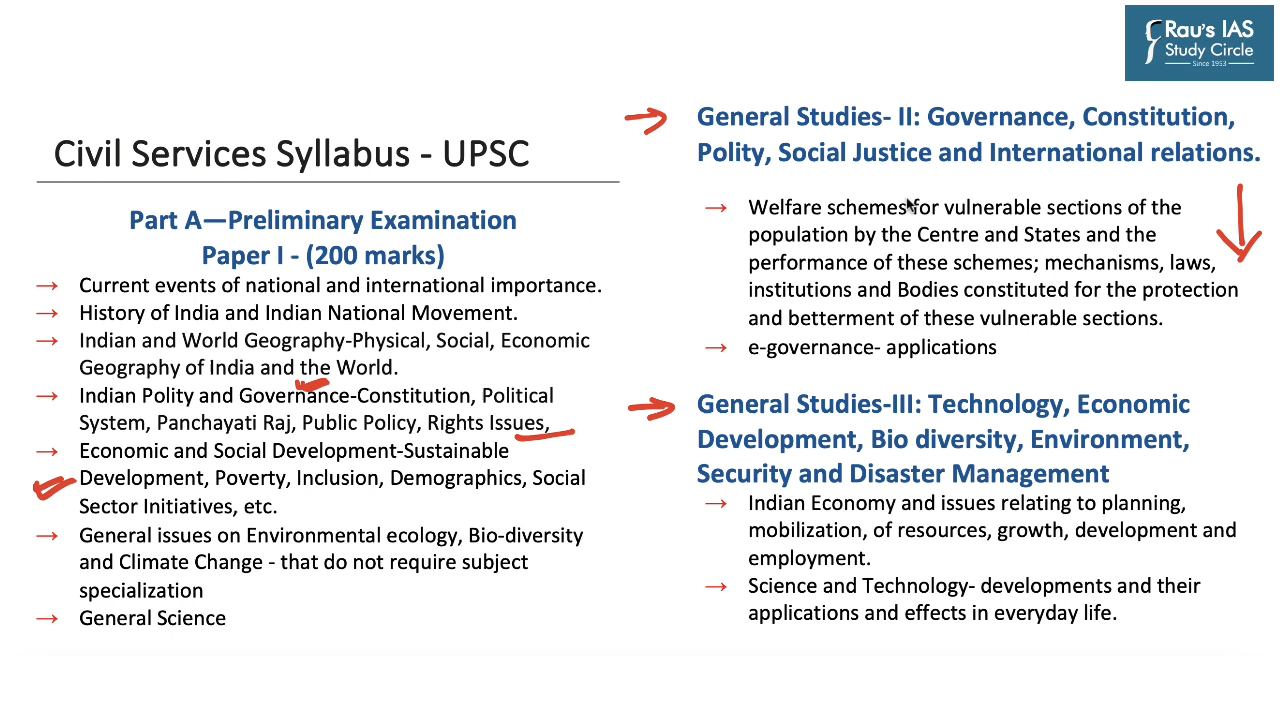 Rau's IAS
Study Circle
Since 1953
Civil Services Syllabus - UPSC
Part A—Preliminary Examination
Paper I - (200 marks)
→ Current events of national and international importance.
→ History of India and Indian National Movement.
→ Indian and World Geography-Physical, Social, Economic
Geography of India and the World.
→ Indian Polity and Governance-Constitution, Political
System, Panchayati Raj, Public Policy, Rights Issues,
→ Economic and Social Development-Sustainable
Development, Poverty, Inclusion, Demographics, Social
Sector Initiatives, etc.
→ General issues on Environmental ecology, Bio-diversity
and Climate Change - that do not require subject
specialization
→ General Science
General Studies- II: Governance, Constitution,
Polity, Social Justice and International relations.
→ Welfare schemes for vulnerable sections of the
population by the Centre and States and the
performance of these schemes; mechanisms, laws,
institutions and Bodies constituted for the protection
and betterment of these vulnerable sections.
→ e-governance- applications
General Studies-III: Technology, Economic
Development, Bio diversity, Environment,
Security and Disaster Management
→ Indian Economy and issues relating to planning,
mobilization, of resources, growth, development and
employment.
→ Science and Technology- developments and their
applications and effects in everyday life.